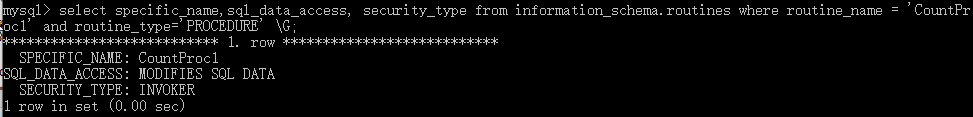 mysql> select specific_name,sql_data_access, security_type from information_schema.routines where routine_name = 'CountPr
oc1' and routine_type='PROCEDURE' \G;
*************************** 1. row ***************************
SPECIFIC_NAME: CountProc1
SQL_DATA_ACCESS: MODIFIES SQL DATA
SECURITY_TYPE: INVOKER
1 row in set (0.00 sec)